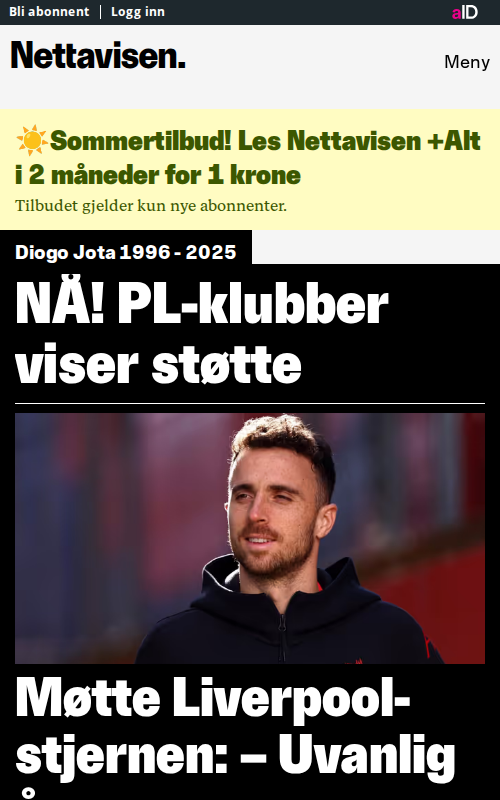 Bli abonnent | Logg inn
aID
Nettavisen.
Meny
☀️Sommertilbud! Les Nettavisen +Alt
i 2 måneder for 1 krone
Tilbudet gjelder kun nye abonnenter.
Diogo Jota 1996 - 2025
NÅ! PL-klubber
viser støtte
Møtte Liverpool-
stjernen: – Uvanlig